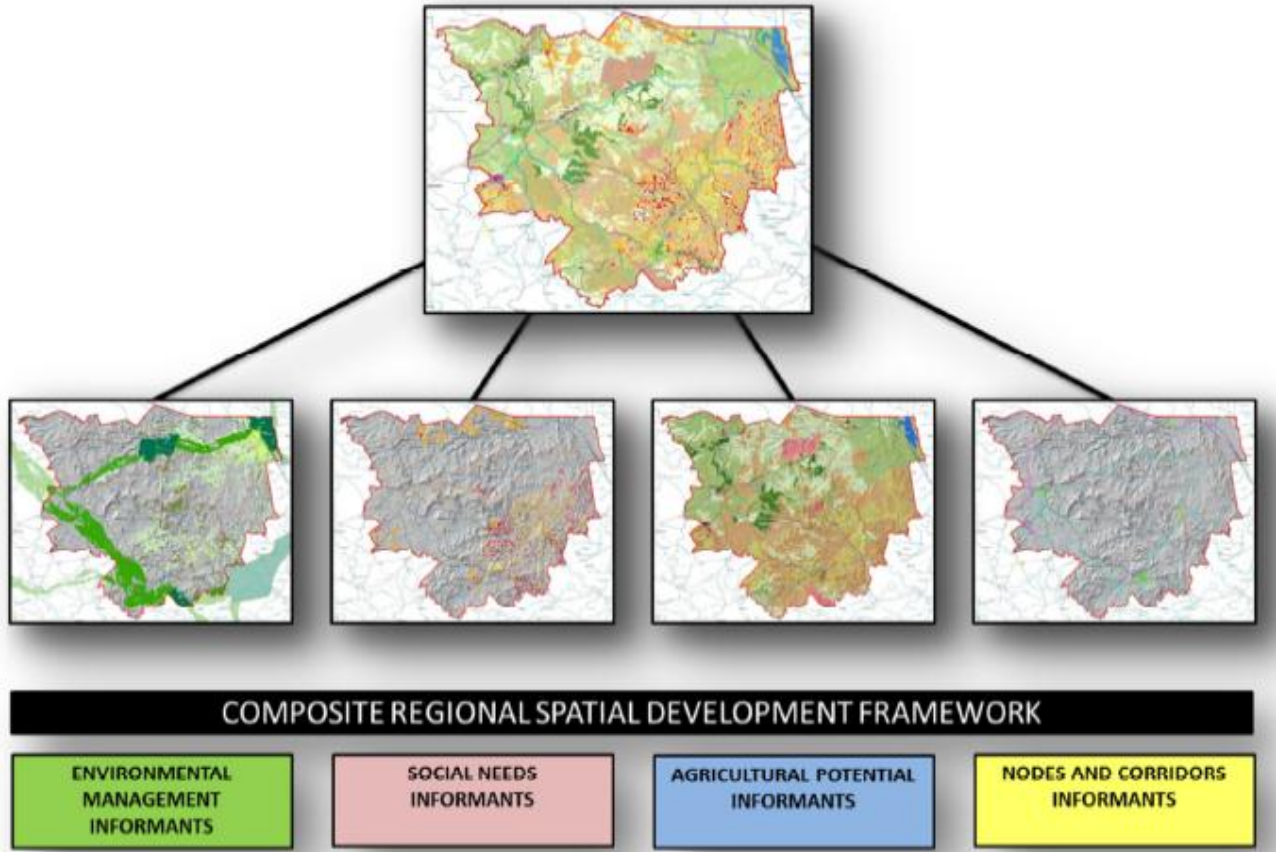 COMPOSITE REGIONAL SPATIAL DEVELOPMENT FRAMEWORK
ENVIRONMENTAL
MANAGEMENT
INFORMANTS
SOCIAL NEEDS
INFORMANTS
AGRICULTURAL POTENTIAL
INFORMANTS
NODES AND CORRIDORS
INFORMANTS